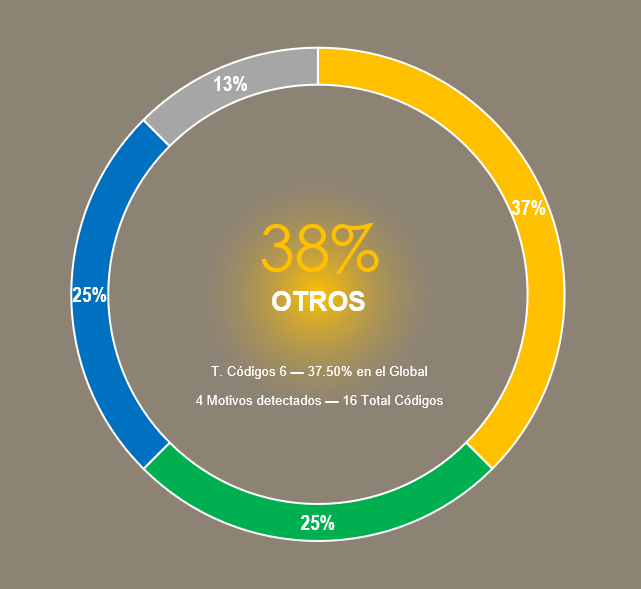 13%
37%
38%
OTROS
25%
T. Códigos 6 — 37.50% en el Global
4 Motivos detectados — 16 Total Códigos
25%